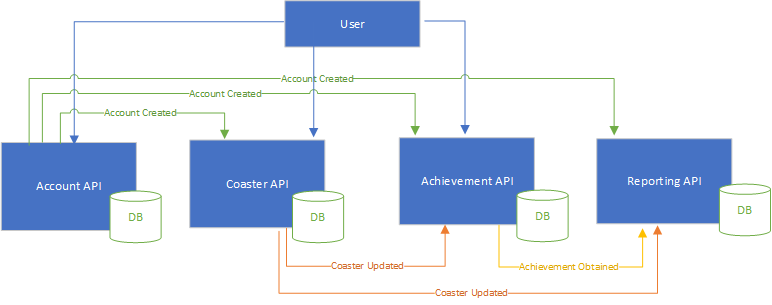 User
Account Created
Account Created
Account Created
Account API
Coaster API
Achievement API
Reporting API
DB
DB
DB
DB
Coaster Updated
Achievement Obtained
Coaster Updated